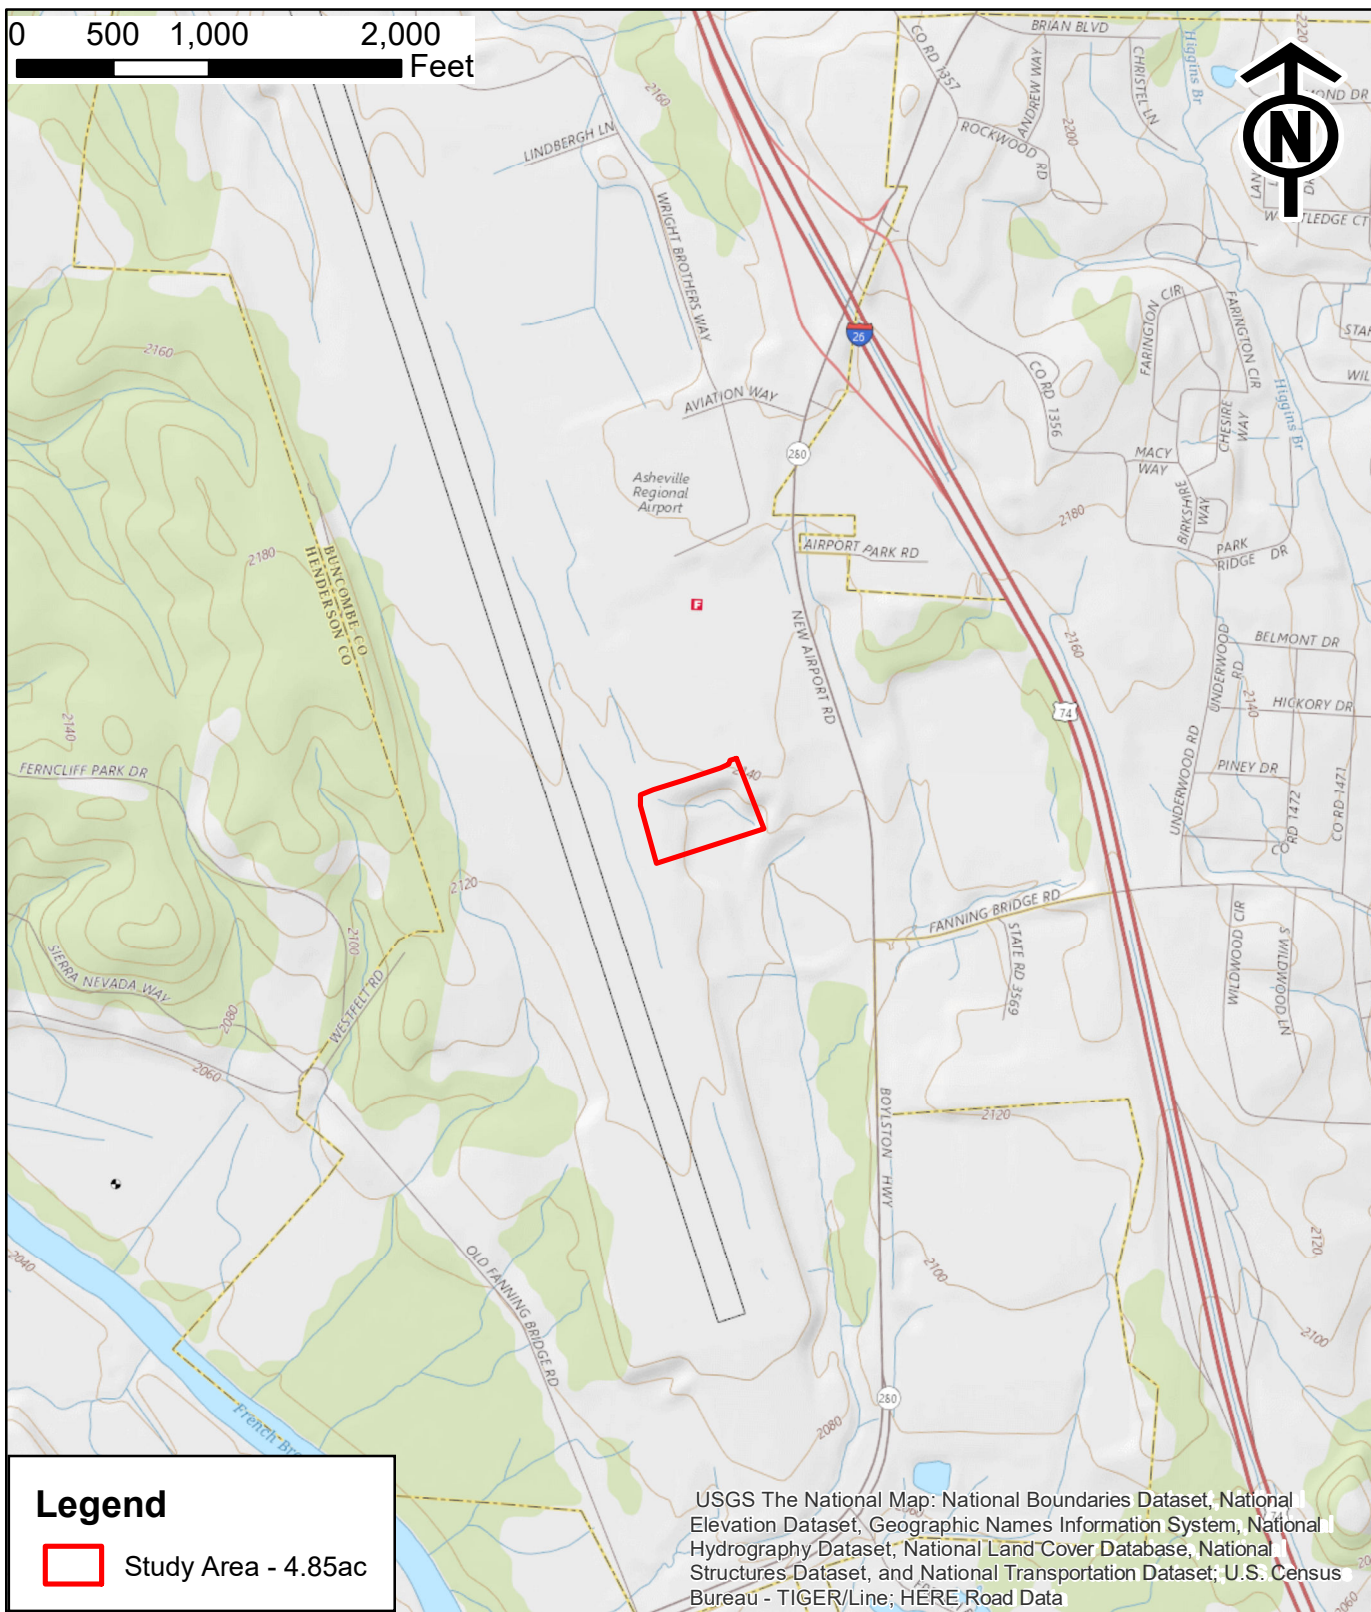 0 500 1,000 2,000
Feet
BRIAN BLVD
CO RD 1357
ANDREW WAY
CHRISTEL LN
Higgins Br
2220
MOND DR
N
2160
LINDBERGH LN
ROCKWOOD RD
2200
WRIGHT BROTHERS WAY
26
FARINGTON CIR
FARINGTON CIR
2160
AVIATION WAY
CO RD 1356
CHESIRE WAY
Higgins Br
280
MACY WAY
Asheville
Regional
Airport
2180
BIRKSHIRE WAY
AIRPORT PARK RD
PARK RIDGE DR
2180
BUNCOMBE CO
HENDERSON CO
F
NEW AIRPORT RD
2160
UNDERWOOD RD
BELMONT DR
2140
HICKORY DR
2140
74
FERNCLIFF PARK DR
2140
UNDERWOOD RD
PINEY DR
CO RD 1472
CO RD 1471
2120
FANNING BRIDGE RD
STATE RD 3569
WILDWOOD CIR
S WILDWOOD LN
2100
SIERRA NEVADA WAY
WESTFELT RD
2080
2060
BOYLSTON HWY
2120
2040
OLD FANNING BRIDGE RD
2100
2120
2100
280
2080
French Br
Legend
Study Area - 4.85ac
USGS The National Map: National Boundaries Dataset, National
Elevation Dataset, Geographic Names Information System, National
Hydrography Dataset, National Land Cover Database, National
Structures Dataset, and National Transportation Dataset; U.S. Census
Bureau - TIGER/Line; HERE Road Data
2060